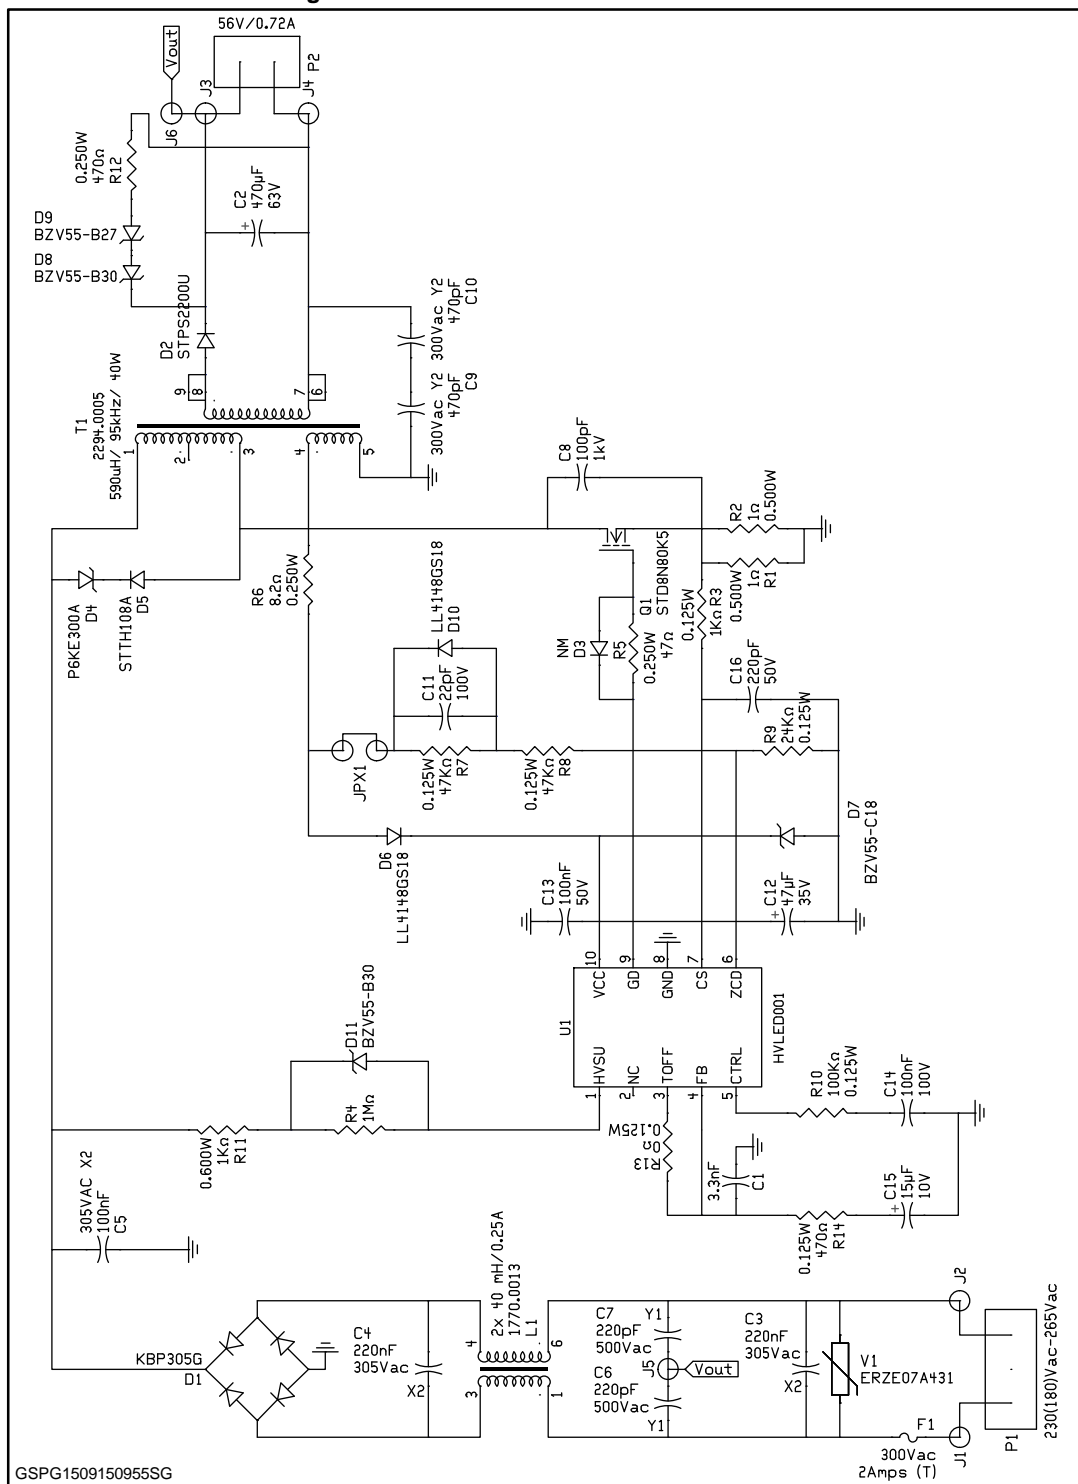 56V/0.72A
Vout
J3
P2
J4
J6
0.250W
470Ω
R12
C2
470µF
63V
+
D9
BZV55-B27
D8
BZV55-B30
D2
STPS2200U
300Vac Y2
470pF
C10
300Vac Y2
470pF
C9
9
8
7
6
T1
2294.0005
590uH/ 95kHz/ 40W
1
2
3
4
5
P6KE300A
D4
STTH108A
D5
R6
8.2Ω
0.250W
C8
100pF
1kV
R2
1Ω
0.500W
0.500W
1Ω
R1
Q1
STD8N80K5
0.125W
1KΩ R3
NM
D3
R5
0.250W
47Ω
LL4148GS18
D10
C11
22pF
100V
C16
220pF
50V
JPX1
0.125W
47KΩ
R7
0.125W
47KΩ
R8
R9
24KΩ
0.125W
D6
LL4148GS18
D7
BZV55-C18
C13
100nF
50V
+
C12
47µF
35V
10
9
8
7
6
VCC
GD
GND
CS
ZCD
U1
HVLED001
HVSU
NC
TOFF
FB
CTRL
1
2
3
4
5
D11
BZV55-B30
R4
1MΩ
0.600W
1KΩ
R11
R13
0Ω
0.125W
3.3nF
C1
R10
100KΩ
0.125W
C14
100nF
100V
0.125W
470Ω
R14
+
C15
15µF
10V
305VAC X2
100nF
C5
KBP305G
D1
C4
220nF
305Vac
X2
2x 40 mH/0.25A
1770.0013
L1
4
6
3
1
C7
220pF
500Vac
Y1
J5
Vout
C6
220pF
500Vac
Y1
C3
220nF
305Vac
X2
V1
ERZE07A431
F1
300Vac
2Amps (T)
J2
J1
P1
230(180)Vac-265Vac
GSPG1509150955SG